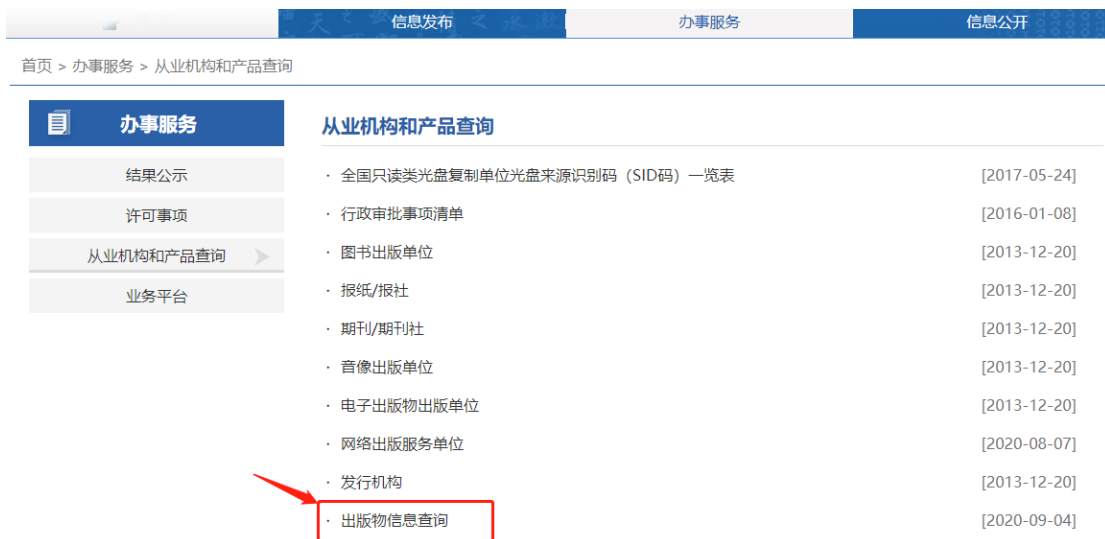 信息发布 办事服务 信息公开
首页 > 办事服务 > 从业机构和产品查询
办事服务
结果公示
许可事项
从业机构和产品查询
业务平台
从业机构和产品查询
· 全国只读类光盘复制单位光盘来源识别码（SID码）一览表 [2017-05-24]
· 行政审批事项清单 [2016-01-08]
· 图书出版单位 [2013-12-20]
· 报纸/报社 [2013-12-20]
· 期刊/期刊社 [2013-12-20]
· 音像出版单位 [2013-12-20]
· 电子出版物出版单位 [2013-12-20]
· 网络出版服务单位 [2020-08-07]
· 发行机构 [2013-12-20]
· 出版物信息查询 [2020-09-04]